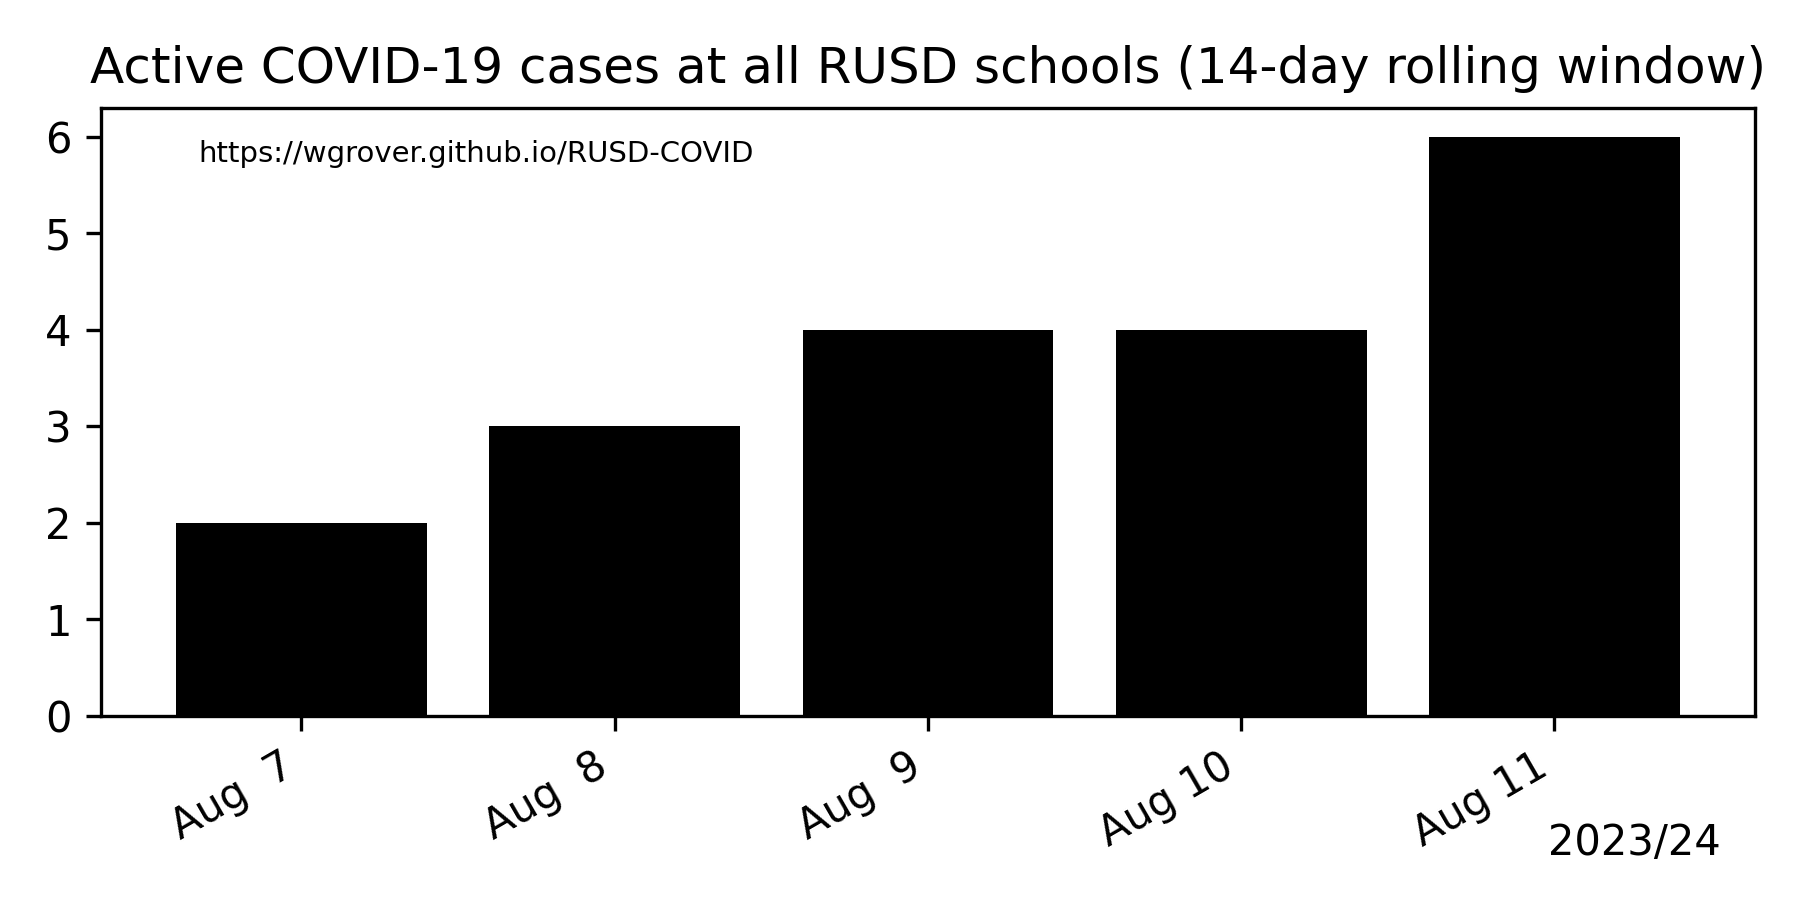 Active COVID-19 cases at all RUSD schools (14-day rolling window)
https://wgrover.github.io/RUSD-COVID
6
5
4
3
2
1
0
Aug 7
Aug 8
Aug 9
Aug 10
Aug 11
2023/24